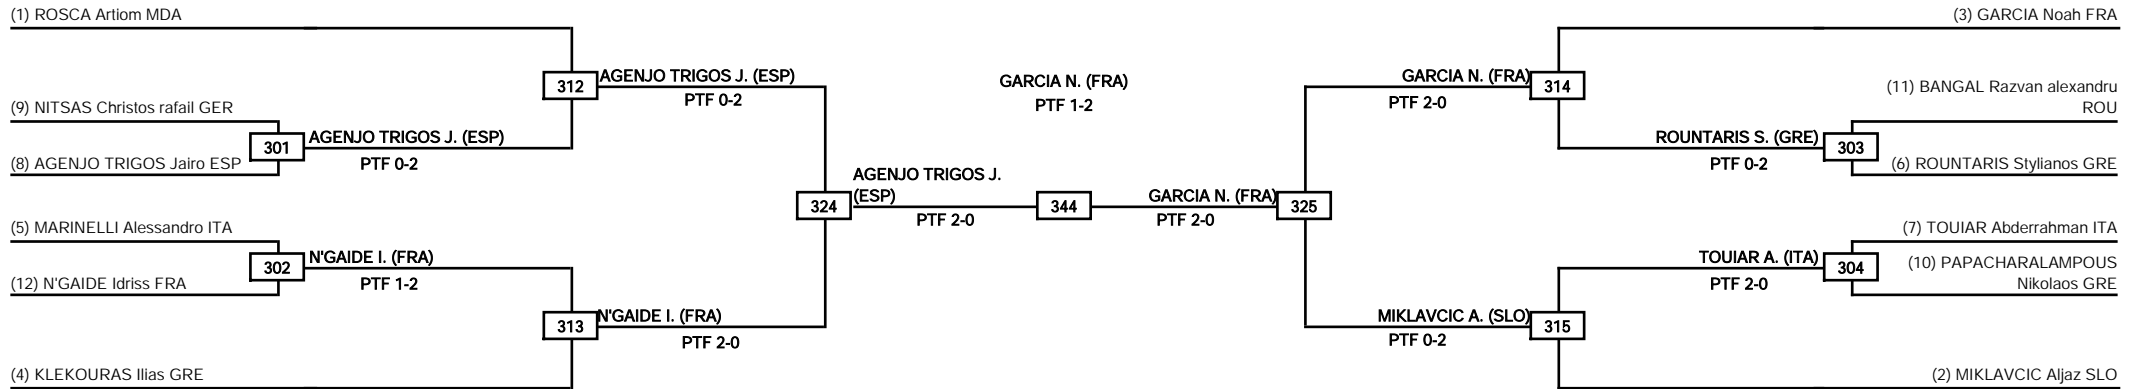 (1) ROSCA Artiom MDA
(3) GARCIA Noah FRA
312
AGENJO TRIGOS J. (ESP)
PTF 0-2
GARCIA N. (FRA)
PTF 1-2
GARCIA N. (FRA)
PTF 2-0
314
(11) BANGAL Razvan alexandru
ROU
(9) NITSAS Christos rafail GER
301
AGENJO TRIGOS J. (ESP)
PTF 0-2
(8) AGENJO TRIGOS Jairo ESP
ROUNTARIS S. (GRE)
PTF 0-2
303
(6) ROUNTARIS Stylianos GRE
324
AGENJO TRIGOS J.
(ESP)
PTF 2-0
344
GARCIA N. (FRA)
PTF 2-0
325
(5) MARINELLI Alessandro ITA
302
N'GAIDE I. (FRA)
PTF 1-2
(12) N'GAIDE Idriss FRA
(7) TOUIAR Abderrahman ITA
TOUIAR A. (ITA)
PTF 2-0
304
(10) PAPACHARALAMPOUS
Nikolaos GRE
313
N'GAIDE I. (FRA)
PTF 2-0
MIKLAVCIC A. (SLO)
PTF 0-2
315
(4) KLEKOURAS Ilias GRE
(2) MIKLAVCIC Aljaz SLO